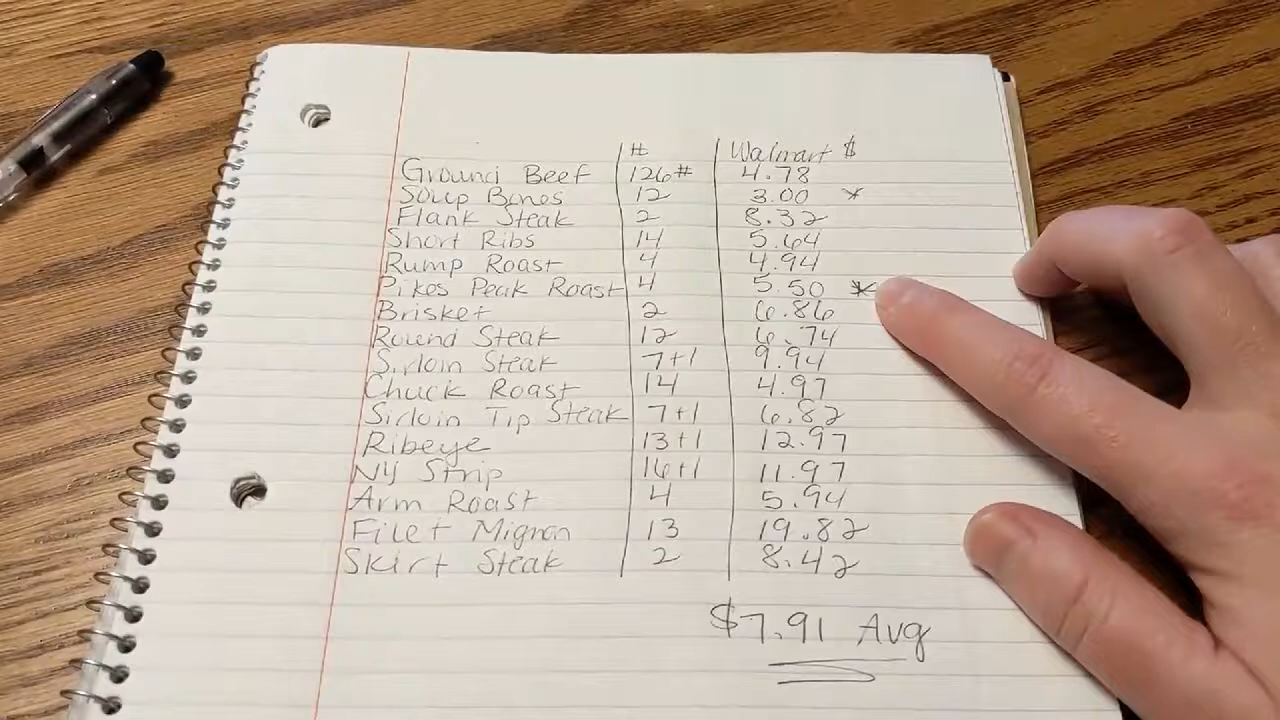 # Walmart $
Ground Beef 126# 4.78
Soup Bones 12 3.00 *
Flank Steak 2 8.32
Short Ribs 14 5.64
Rump Roast 4 4.94
Pikes Peak Roast 4 5.50 *
Brisket 2 6.86
Round Steak 12 6.74
Sirloin Steak 7+1 9.94
Chuck Roast 14 4.97
Sirloin Tip Steak 7+1 6.82
Ribeye 13+1 12.97
NY Strip 16+1 11.97
Arm Roast 4 5.94
Filet Mignon 13 19.82
Skirt Steak 2 8.42
$7.91 Avg